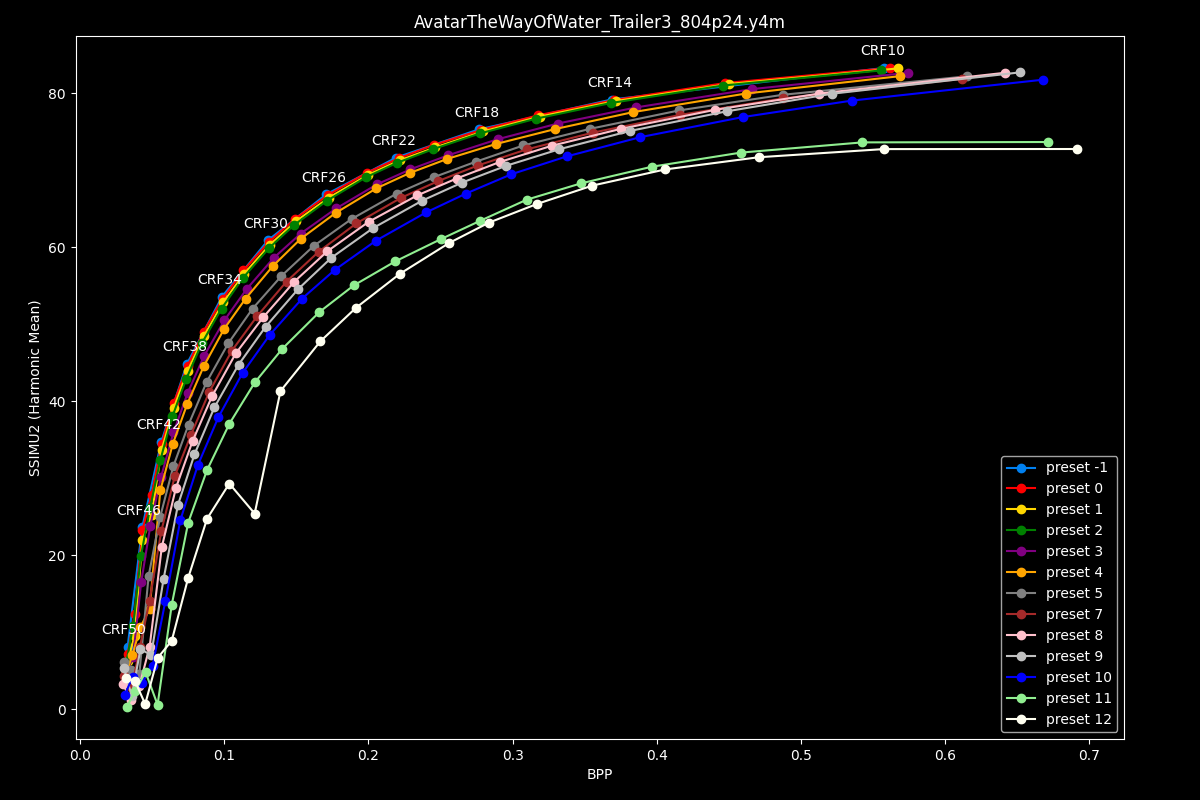 AvatarTheWayOfWater_Trailer3_804p24.y4m
CRF10
CRF14
CRF18
CRF22
CRF26
CRF30
CRF34
CRF38
CRF42
CRF46
CRF50
80
60
40
20
0
SSIMU2 (Harmonic Mean)
preset -1
preset 0
preset 1
preset 2
preset 3
preset 4
preset 5
preset 7
preset 8
preset 9
preset 10
preset 11
preset 12
0.0 0.1 0.2 0.3 0.4 0.5 0.6 0.7
BPP